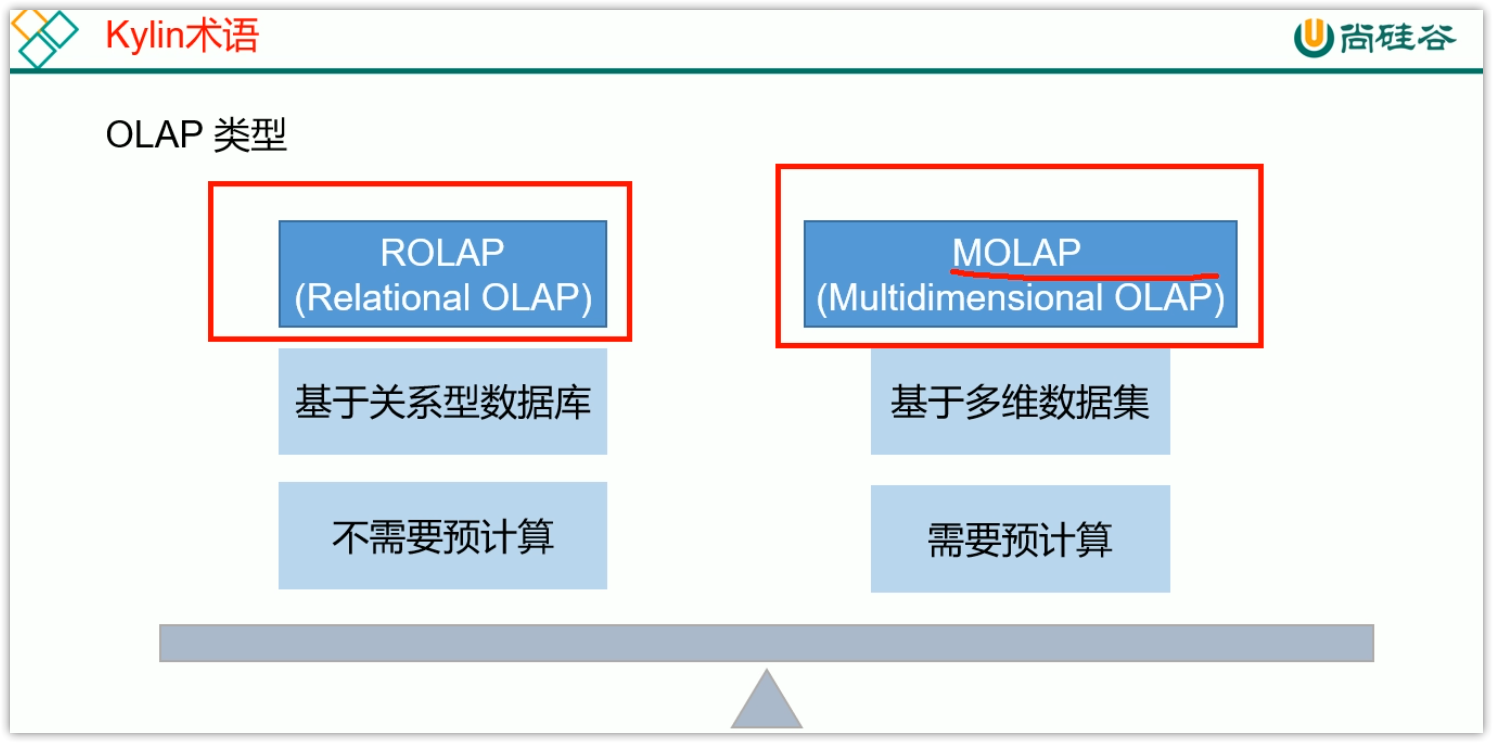 Kylin术语
尚硅谷
OLAP 类型
ROLAP
(Relational OLAP)
MOLAP
(Multidimensional OLAP)
基于关系型数据库
基于多维数据集
不需要预计算
需要预计算